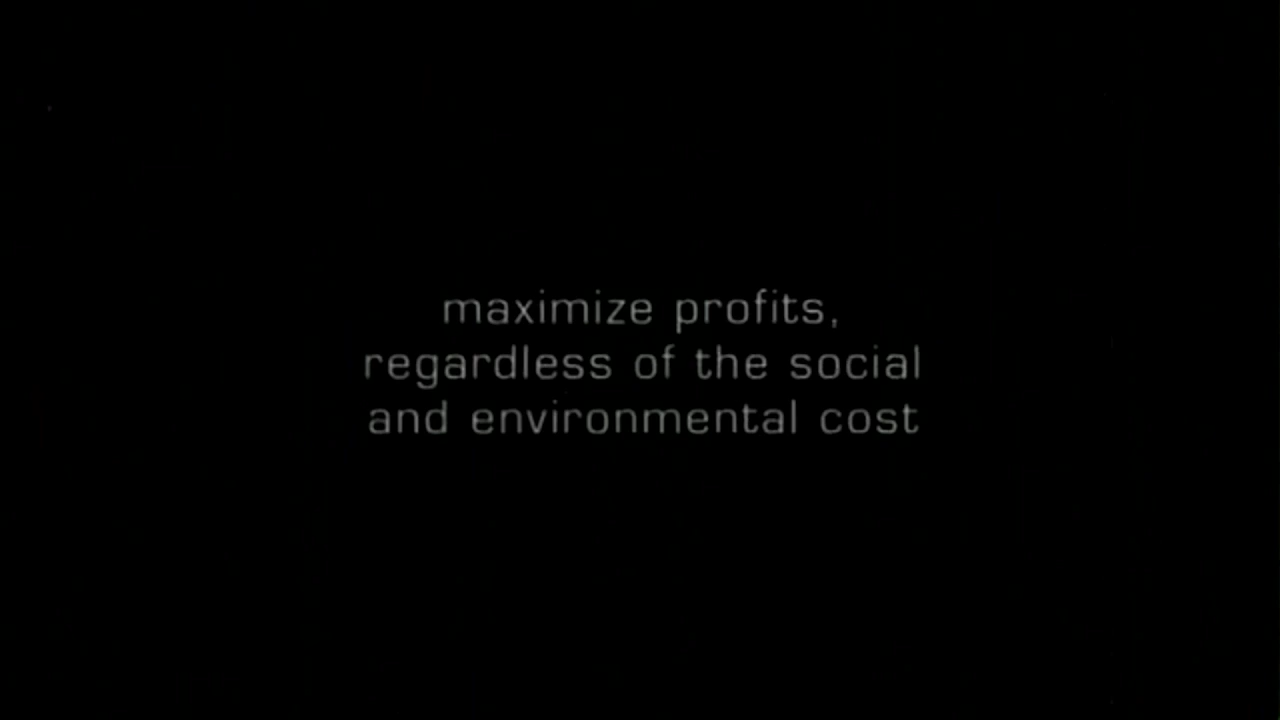 maximize profits,
regardless of the social
and environmental cost